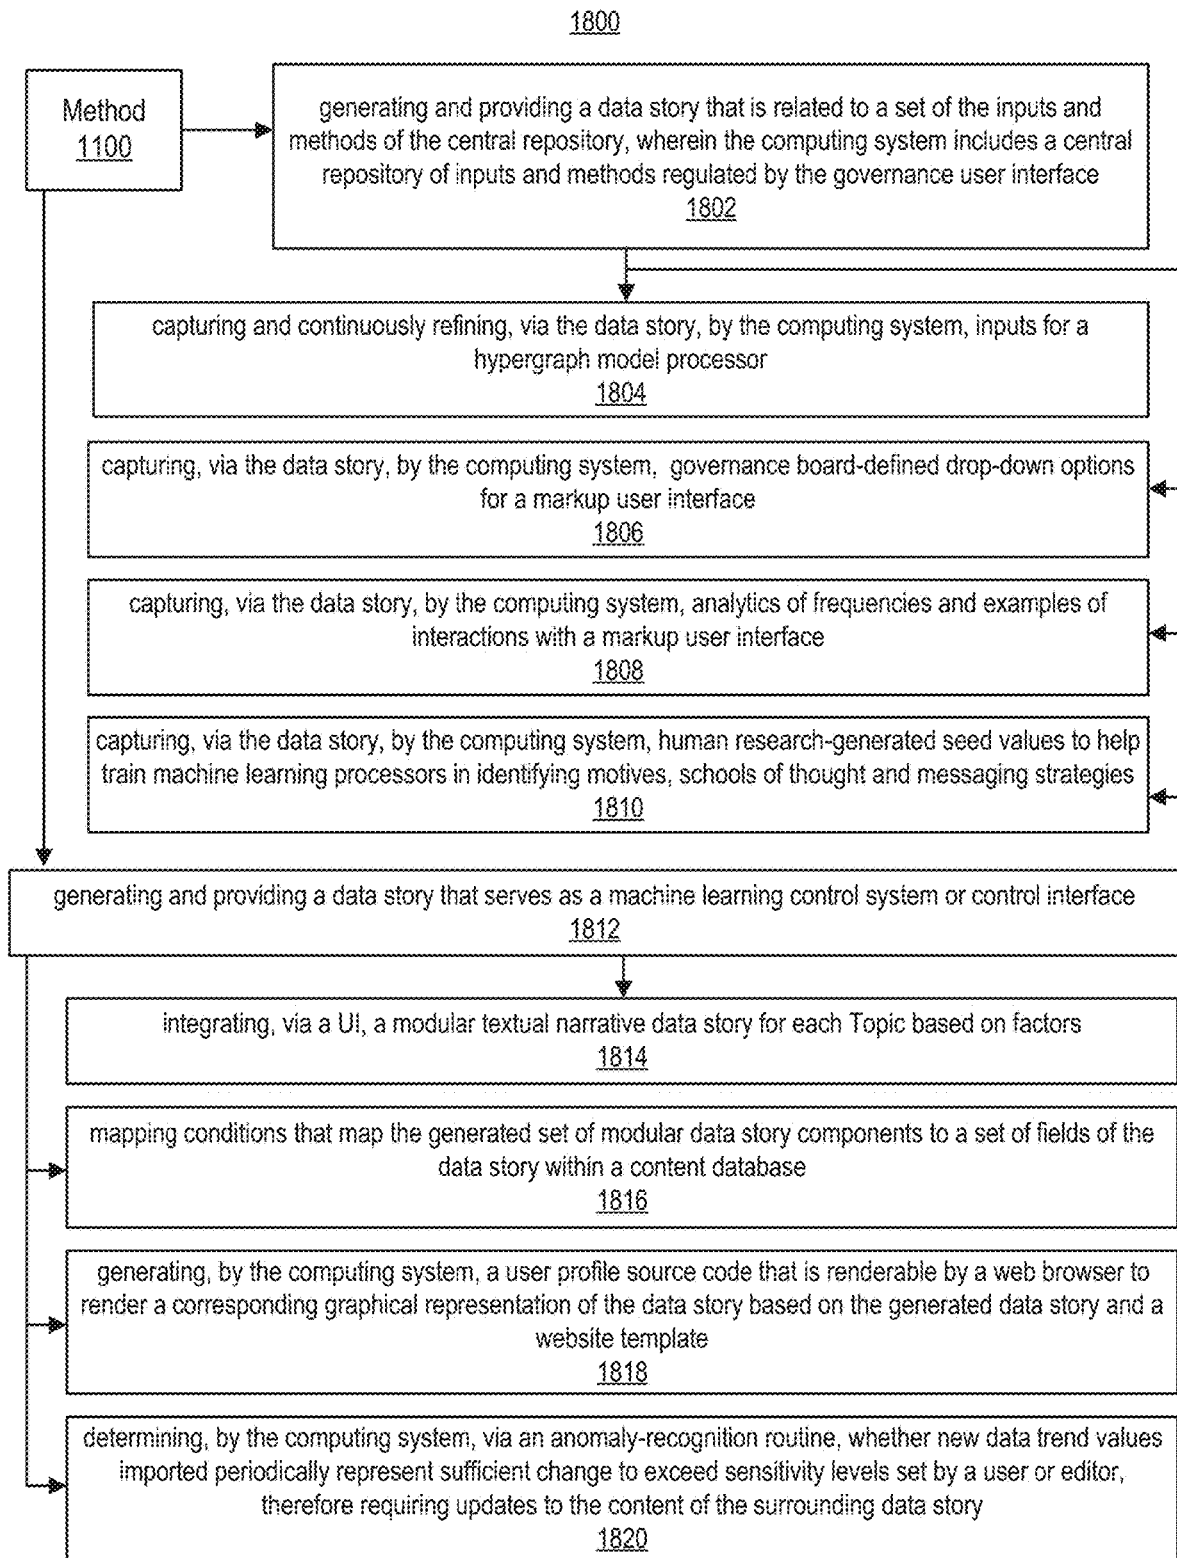 1800
Method
1100
generating and providing a data story that is related to a set of the inputs and
methods of the central repository, wherein the computing system includes a central
repository of inputs and methods regulated by the governance user interface
1802
capturing and continuously refining, via the data story, by the computing system, inputs for a
hypergraph model processor
1804
capturing, via the data story, by the computing system, governance board-defined drop-down options
for a markup user interface
1806
capturing, via the data story, by the computing system, analytics of frequencies and examples of
interactions with a markup user interface
1808
capturing, via the data story, by the computing system, human research-generated seed values to help
train machine learning processors in identifying motives, schools of thought and messaging strategies
1810
generating and providing a data story that serves as a machine learning control system or control interface
1812
integrating, via a UI, a modular textual narrative data story for each Topic based on factors
1814
mapping conditions that map the generated set of modular data story components to a set of fields of the
data story within a content database
1816
generating, by the computing system, a user profile source code that is renderable by a web browser to
render a corresponding graphical representation of the data story based on the generated data story and a
website template
1818
determining, by the computing system, via an anomaly-recognition routine, whether new data trend values
imported periodically represent sufficient change to exceed sensitivity levels set by a user or editor,
therefore requiring updates to the content of the surrounding data story
1820